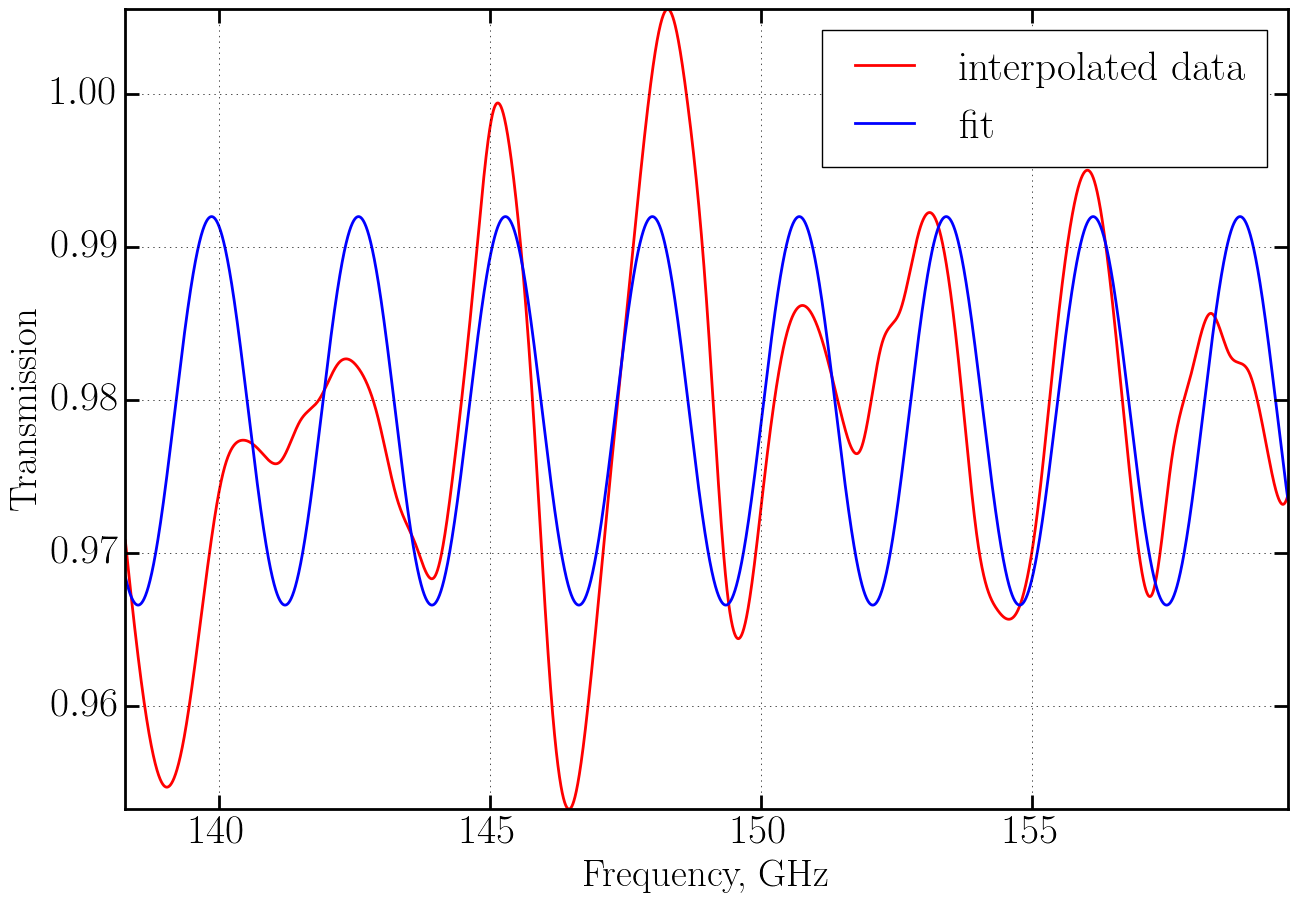 interpolated data
fit
1.00
0.99
0.98
0.97
0.96
Transmission
140
145
150
155
Frequency, GHz